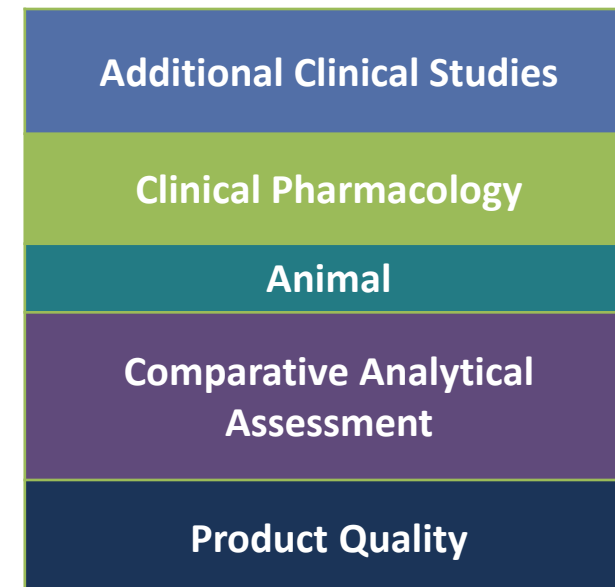 Additional Clinical Studies
Clinical Pharmacology
Animal
Comparative Analytical
Assessment
Product Quality